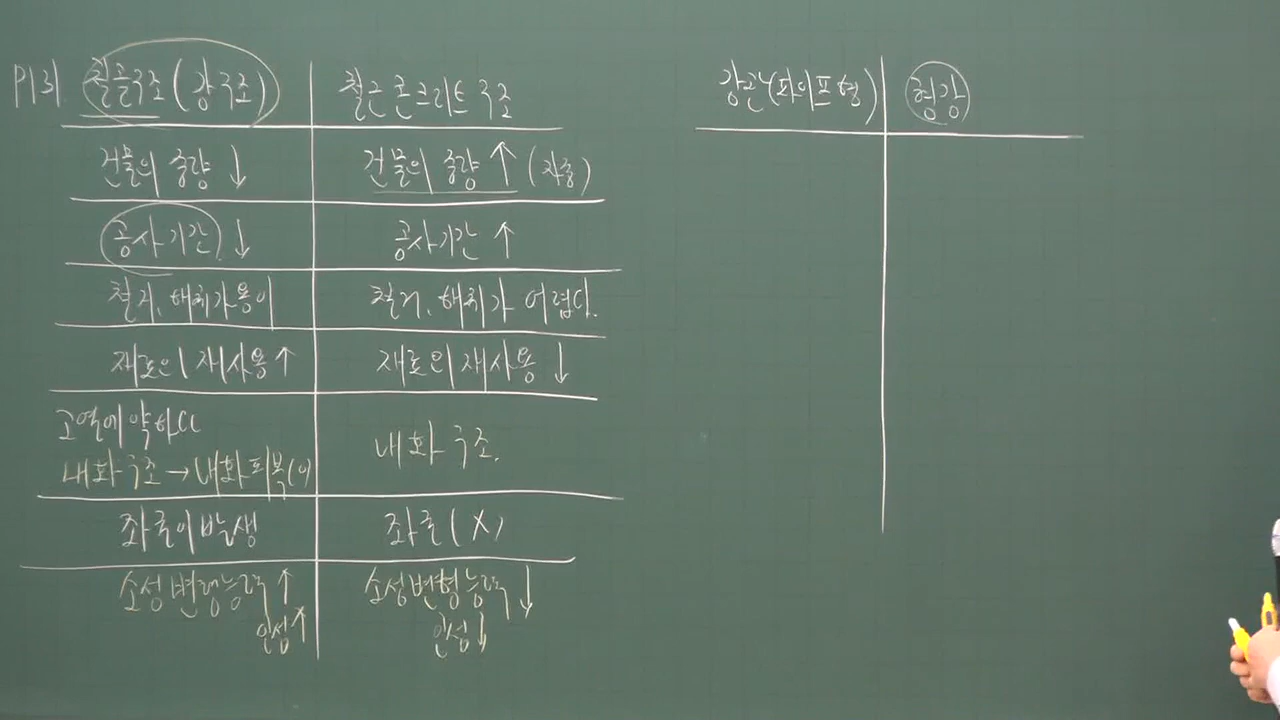 P131 철골구조(강구조) 철근콘크리트 구조
건물의 중량↓ 건물의 중량↑(자중)
공사기간↓ 공사기간↑
철거, 해체가 용이 철거, 해체가 어렵다.
재료의 재사용↑ 재료의 재사용↓
고열에 약하다 내화 구조.
내화 구조→내화피복(
좌굴이 발생 좌굴(X)
소성변형능력↑ 소성변형능력↓
인성↑ 인성↓
강관(파이프형) 형강